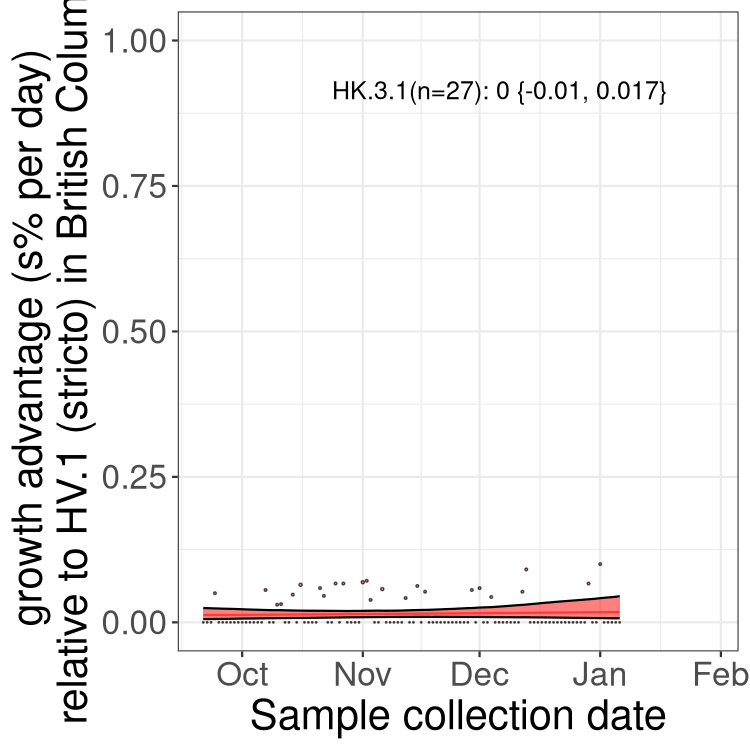 growth advantage (s% per day)
relative to HV.1 (stricto) in British Colum
1.00
0.75
0.50
0.25
0.00
HK.3.1(n=27): 0 {-0.01, 0.017}
Oct Nov Dec Jan Feb
Sample collection date